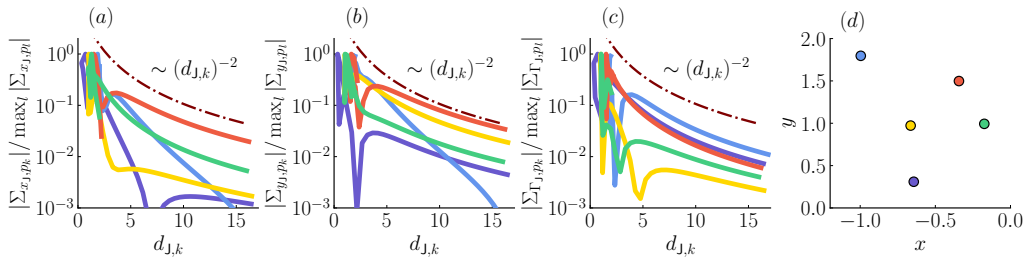 (a)
|Σ_{x_J,p_k}| / max_l |Σ_{x_J,p_l}|
10^0
10^{-1}
10^{-2}
10^{-3}
∼ (d_{J,k})^{-2}
0 5 10 15
d_{J,k}
(b)
|Σ_{y_J,p_k}| / max_l |Σ_{y_J,p_l}|
10^0
10^{-1}
10^{-2}
10^{-3}
∼ (d_{J,k})^{-2}
0 5 10 15
d_{J,k}
(c)
|Σ_{Γ_J,p_k}| / max_l |Σ_{Γ_J,p_l}|
10^0
10^{-1}
10^{-2}
10^{-3}
∼ (d_{J,k})^{-2}
0 5 10 15
d_{J,k}
(d)
y
2.0
1.5
1.0
0.5
0.0
−1.0 −0.5 0.0
x